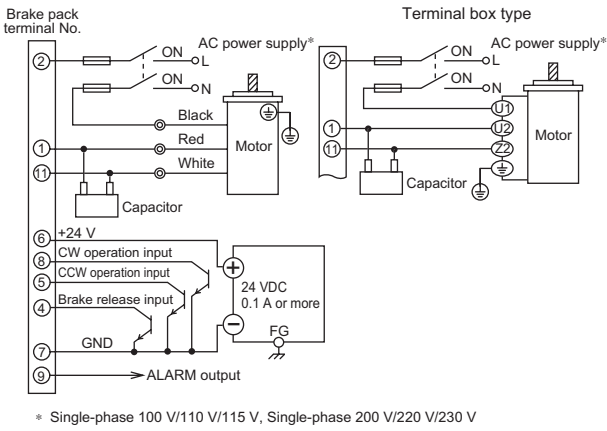 Brake pack
terminal No.
Terminal box type
2
ON
L
AC power supply*
ON
N
Black
Red
White
1
11
Motor
Capacitor
2
ON
L
AC power supply*
ON
N
U1
1
U2
11
Z2
Motor
Capacitor
6
+24 V
8
CW operation input
5
CCW operation input
4
Brake release input
7
GND
9
ALARM output
+
24 VDC
0.1 A or more
−
FG
* Single-phase 100 V/110 V/115 V, Single-phase 200 V/220 V/230 V